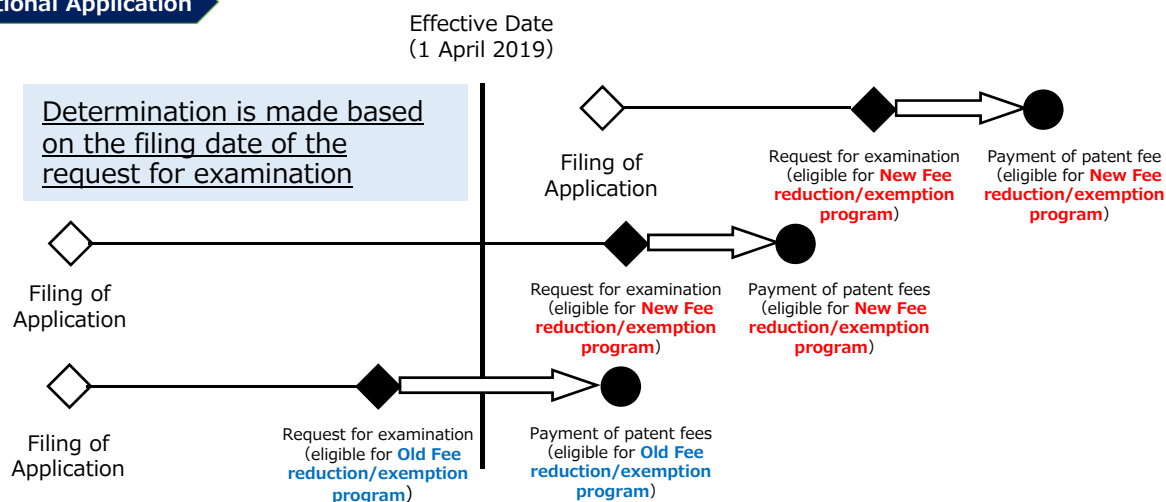 Application
Effective Date
（1 April 2019）
Determination is made based
on the filing date of the
request for examination
Filing of
Application
Request for examination
（eligible for New Fee
reduction/exemption
program）
Payment of patent fee
（eligible for New Fee
reduction/exemption
program）
Filing of
Application
Request for examination
（eligible for New Fee
reduction/exemption
program）
Payment of patent fees
（eligible for New Fee
reduction/exemption
program）
Filing of
Application
Request for examination
（eligible for Old Fee
reduction/exemption
program）
Payment of patent fees
（eligible for Old Fee
reduction/exemption
program）